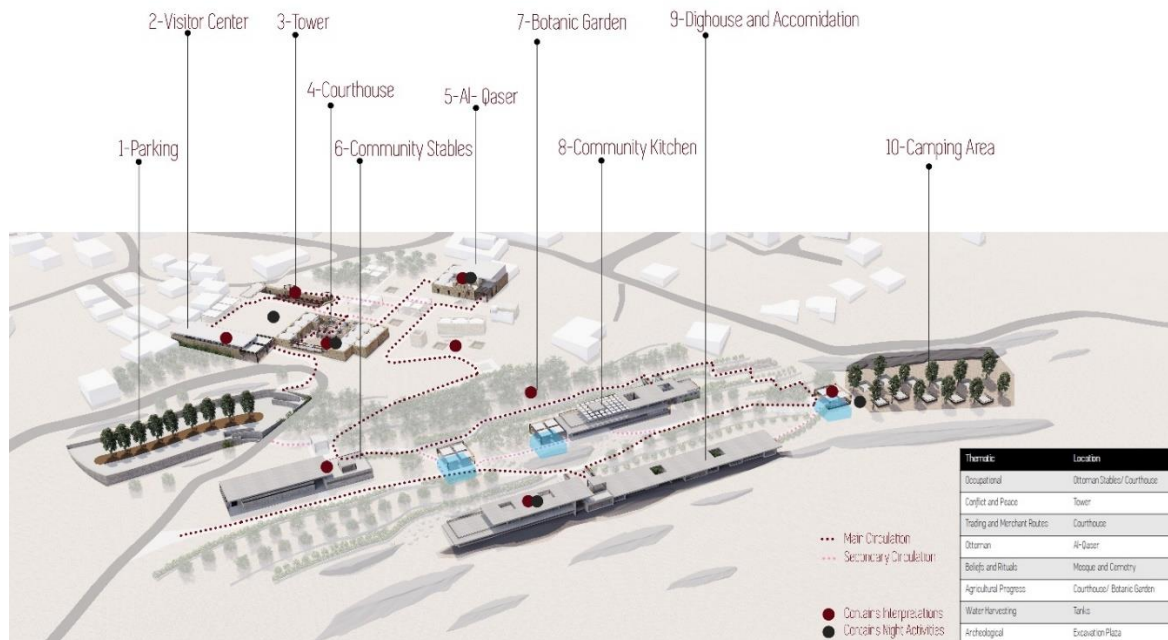 2-Visitor Center
3-Tower
7-Botanic Garden
9-Dighouse and Accomidation
4-Courthouse
5-Al- Qaser
1-Parking
6-Community Stables
8-Community Kitchen
10-Camping Area
Main Circulation
Secondary Circulation
Contains Interpretations
Contains Night Activities
Thematic Location
Occupational Ottoman Stables/ Courthouse
Conflict and Peace Tower
Trading and Merchant Routes Courthouse
Ottoman Al-Qaser
Beliefs and Rituals Mosque and Cemetry
Agricultural Progress Courthouse/ Botanic Garden
Water Harvesting Tanks
Archeological Excavation Plaza